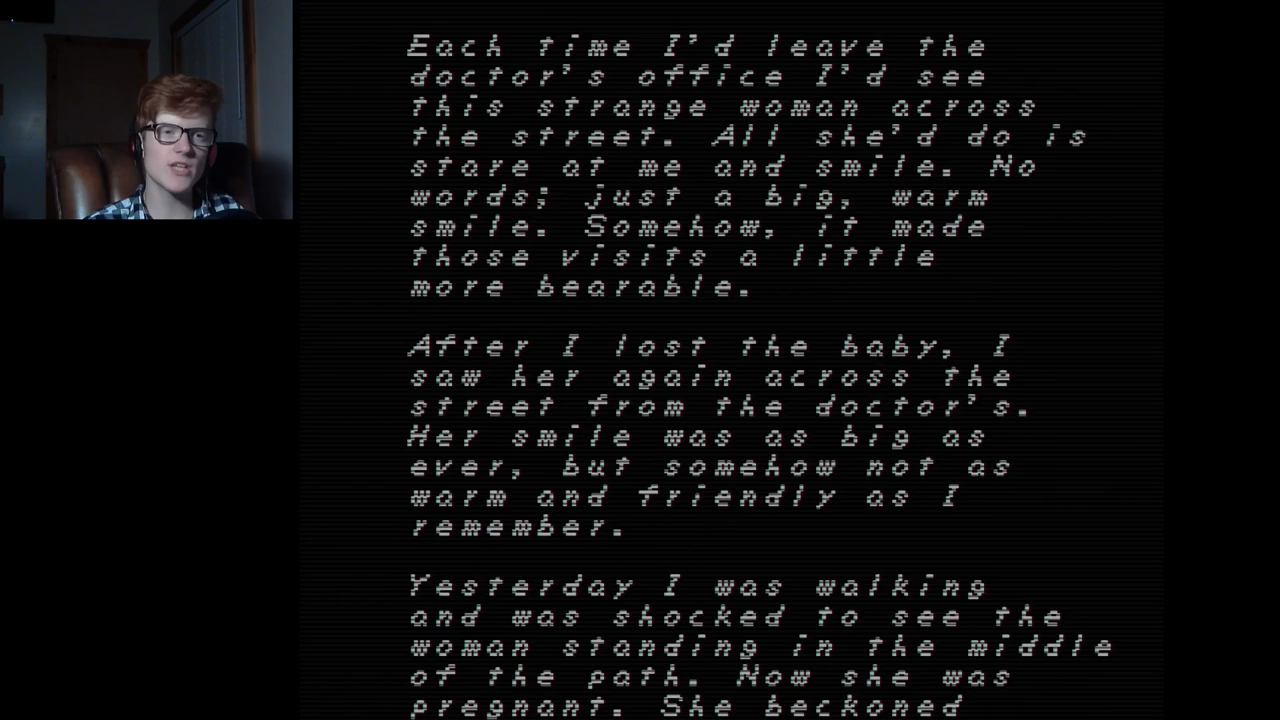 Each time I'd leave the
doctor's office I'd see
this strange woman across
the street. All she'd do is
stare at me and smile. No
words; just a big, warm
smile. Somehow, it made
those visits a little
more bearable.
After I lost the baby, I
saw her again across the
street from the doctor's.
Her smile was as big as
ever, but somehow not as
warm and friendly as I
remember.
Yesterday I was walking
and was shocked to see the
woman standing in the middle
of the path. Now she was
pregnant. She beckoned